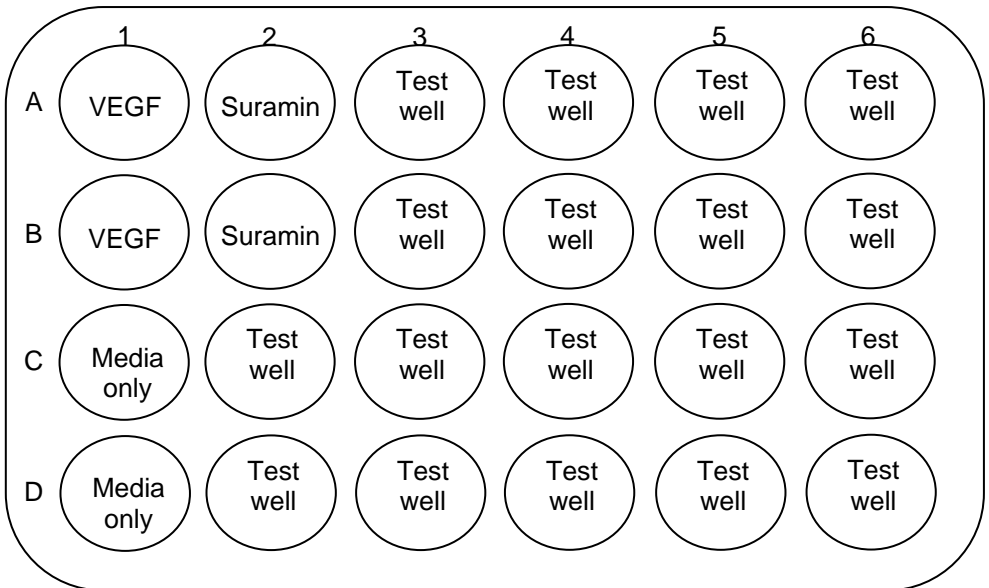 1 2 3 4 5 6
A VEGF Suramin Test well Test well Test well Test well
B VEGF Suramin Test well Test well Test well Test well
C Media only Test well Test well Test well Test well Test well
D Media only Test well Test well Test well Test well Test well